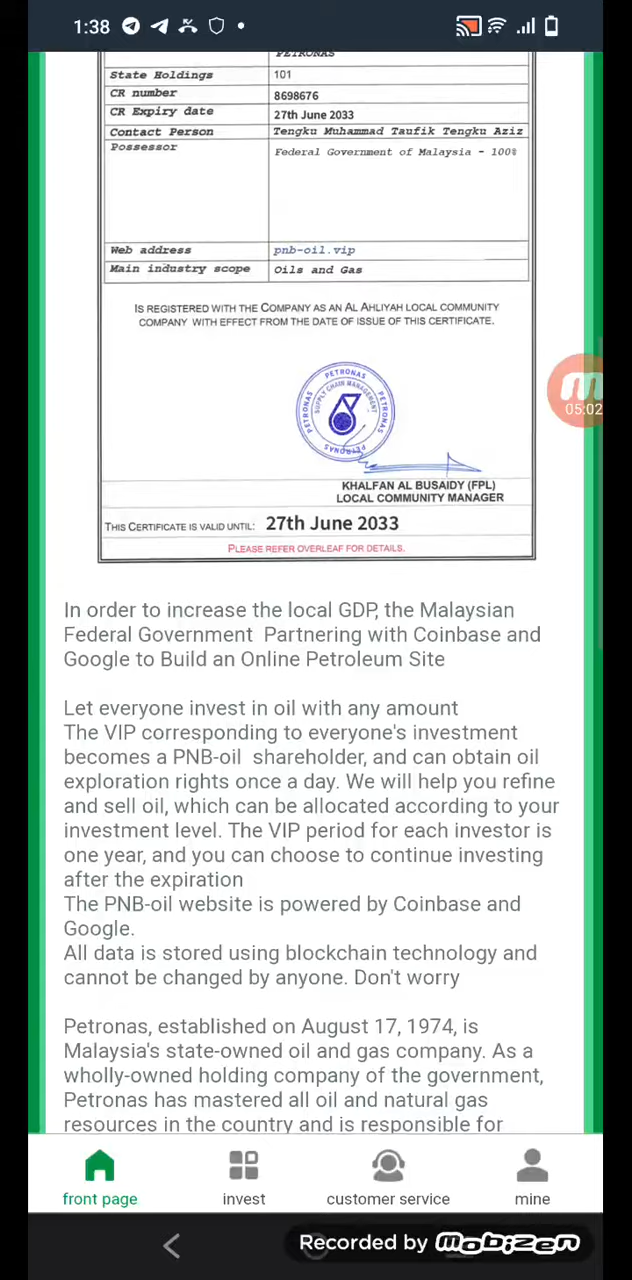 1:38
PETRONAS
State Holdings 101
CR number 8698676
CR Expiry date 27th June 2033
Contact Person Tengku Muhammad Taufik Tengku Aziz
Possessor Federal Government of Malaysia - 100%
Web address pnb-oil.vip
Main industry scope Oils and Gas
IS REGISTERED WITH THE COMPANY AS AN AL AHLIYAH LOCAL COMMUNITY
COMPANY WITH EFFECT FROM THE DATE OF ISSUE OF THIS CERTIFICATE.
PETRONAS PETRONAS PETRONAS
SUPPLY CHAIN MANAGEMENT
05:02
KHALFAN AL BUSAIDY (FPL)
LOCAL COMMUNITY MANAGER
THIS CERTIFICATE IS VALID UNTIL: 27th June 2033
PLEASE REFER OVERLEAF FOR DETAILS.
In order to increase the local GDP, the Malaysian
Federal Government Partnering with Coinbase and
Google to Build an Online Petroleum Site
Let everyone invest in oil with any amount
The VIP corresponding to everyone's investment
becomes a PNB-oil shareholder, and can obtain oil
exploration rights once a day. We will help you refine
and sell oil, which can be allocated according to your
investment level. The VIP period for each investor is
one year, and you can choose to continue investing
after the expiration
The PNB-oil website is powered by Coinbase and
Google.
All data is stored using blockchain technology and
cannot be changed by anyone. Don't worry
Petronas, established on August 17, 1974, is
Malaysia's state-owned oil and gas company. As a
wholly-owned holding company of the government,
Petronas has mastered all oil and natural gas
resources in the country and is responsible for
front page invest customer service mine
Recorded by mobizen